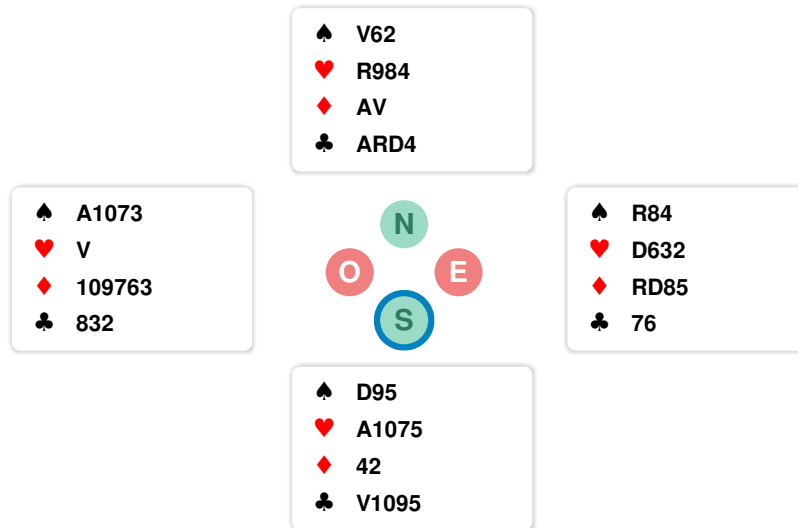 ♠ V62
♥ R984
♦ AV
♣ ARD4
♠ A1073
♥ V
♦ 109763
♣ 832
N
O E
S
♠ R84
♥ D632
♦ RD85
♣ 76
♠ D95
♥ A1075
♦ 42
♣ V1095